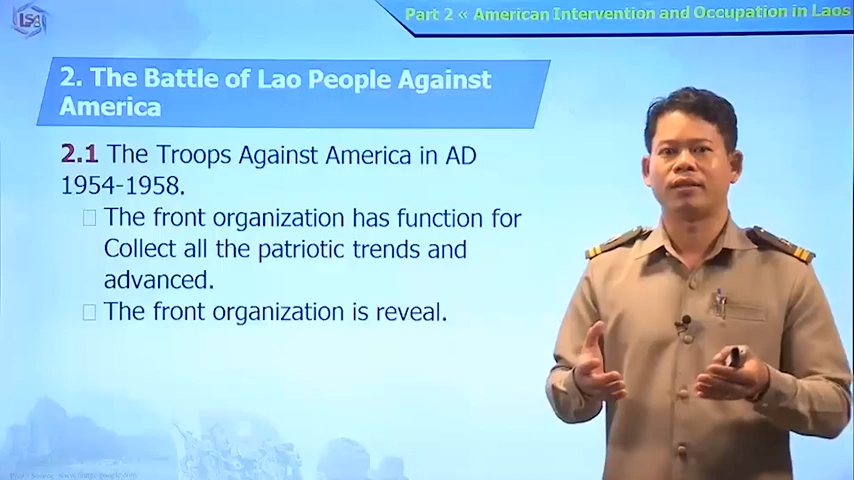 LSB
Part 2 « American Intervention and Occupation in Laos
2. The Battle of Lao People Against
America
2.1 The Troops Against America in AD
1954-1958.
The front organization has function for
Collect all the patriotic trends and
advanced.
The front organization is reveal.